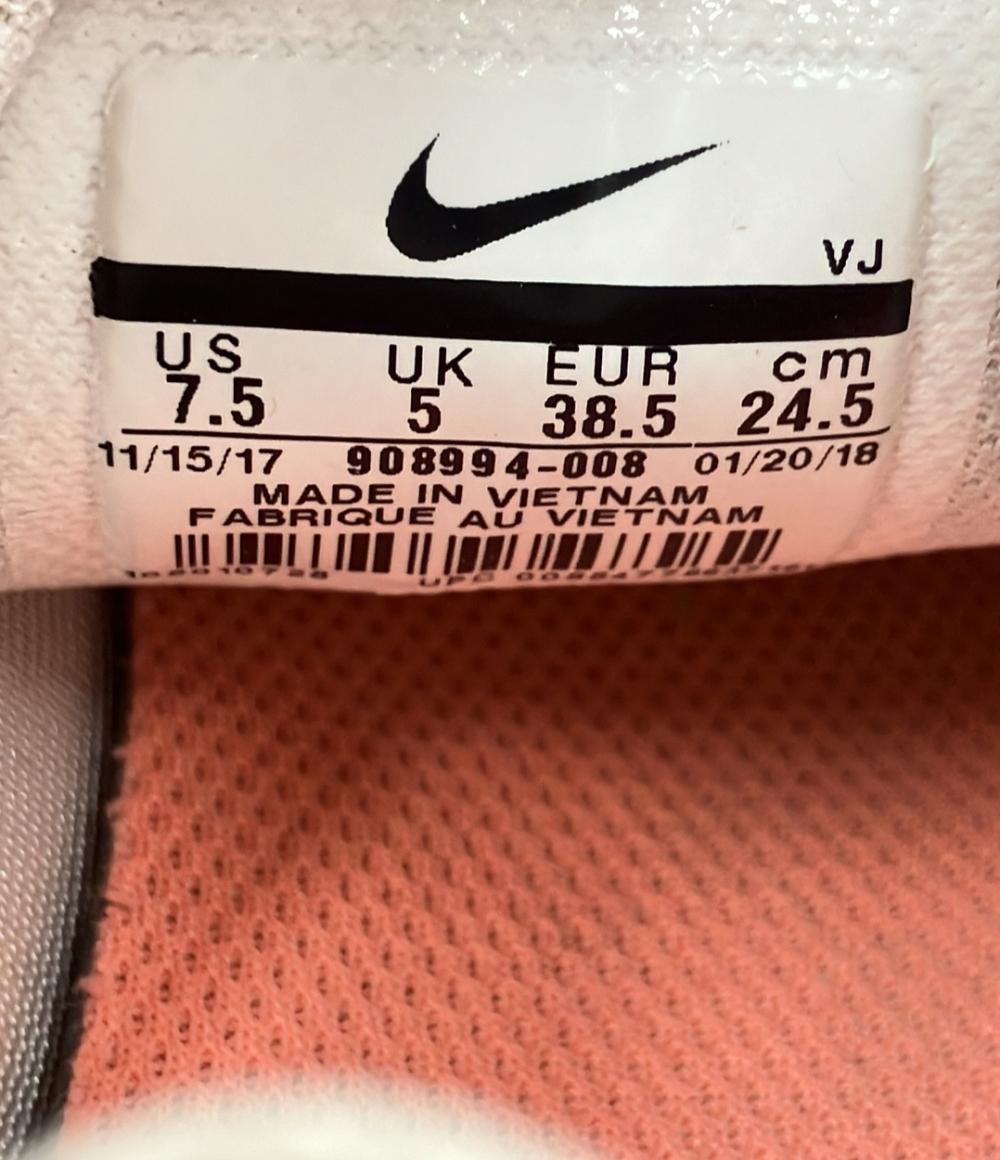 VJ
US UK EUR cm
7.5 5 38.5 24.5
11/15/17 908994-008 01/20/18
MADE IN VIETNAM
FABRIQUE AU VIETNAM
UPC